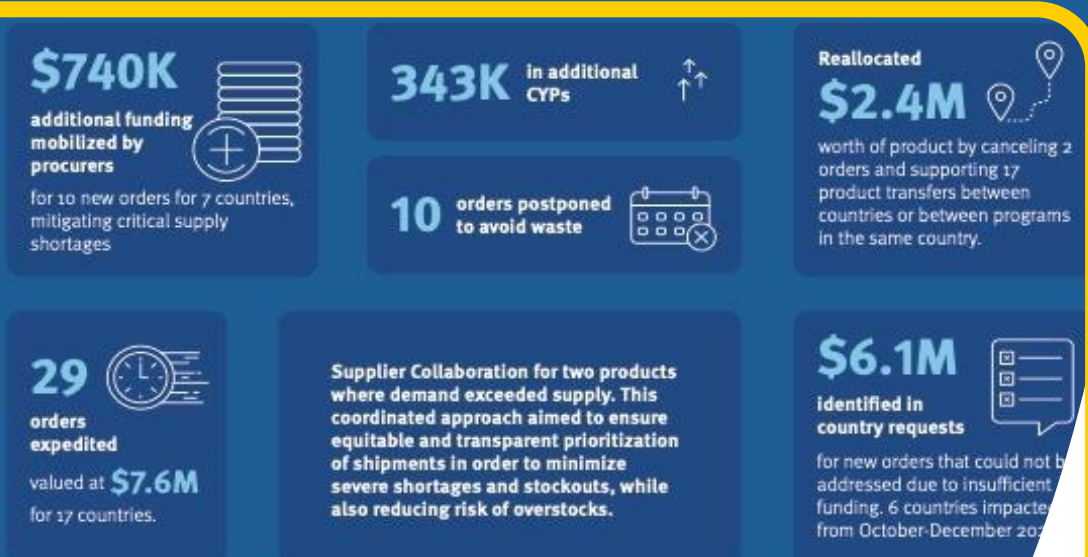 $740K
additional funding
mobilized by
procurers
for 10 new orders for 7 countries,
mitigating critical supply
shortages
343K in additional
CYPs
10 orders postponed
to avoid waste
Reallocated
$2.4M
worth of product by canceling 2
orders and supporting 17
product transfers between
countries or between programs
in the same country.
29
orders
expedited
valued at $7.6M
for 17 countries.
Supplier Collaboration for two products
where demand exceeded supply. This
coordinated approach aimed to ensure
equitable and transparent prioritization
of shipments in order to minimize
severe shortages and stockouts, while
also reducing risk of overstocks.
$6.1M
identified in
country requests
for new orders that could not
addressed due to insufficient
funding. 6 countries
from October-December